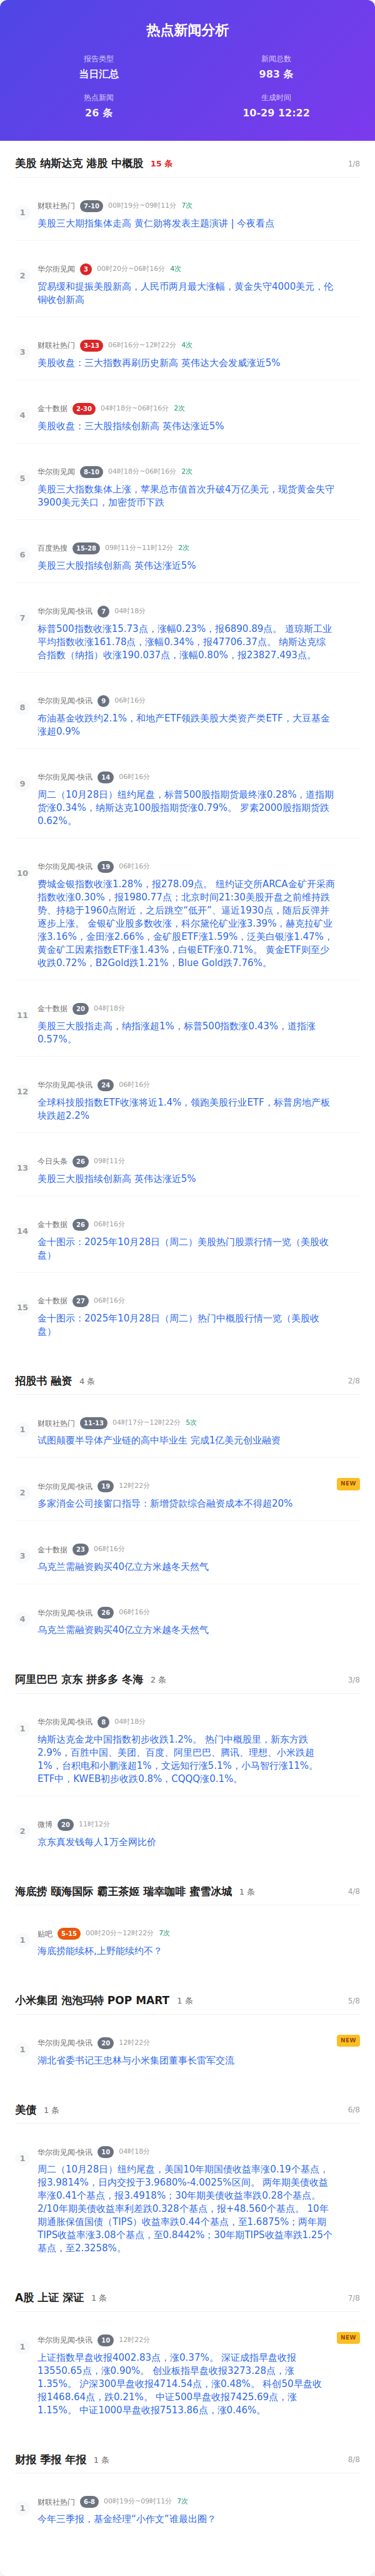 热点新闻分析
报告类型
新闻总数
当日汇总
983 条
热点新闻
生成时间
26 条
10-29 12:22
美股 纳斯达克 港股 中概股 15 条 1/8
1
财联社热门 7-10 00时19分~09时11分 7次
美股三大期指集体走高 黄仁勋将发表主题演讲 | 今夜看点
2
华尔街见闻 3 00时20分~06时16分 4次
贸易缓和提振美股新高，人民币两月最大涨幅，黄金失守4000美元，伦
铜收创新高
3
财联社热门 3-13 06时16分~12时22分 4次
美股收盘：三大指数再刷历史新高 英伟达大会发威涨近5%
4
金十数据 2-30 04时18分~06时16分 2次
美股收盘：三大股指续创新高 英伟达涨近5%
5
华尔街见闻 8-10 04时18分~06时16分 2次
美股三大指数集体上涨，苹果总市值首次升破4万亿美元，现货黄金失守
3900美元关口，加密货币下跌
6
百度热搜 15-28 09时11分~11时12分 2次
美股三大股指续创新高 英伟达涨近5%
7
华尔街见闻-快讯 7 04时18分
标普500指数收涨15.73点，涨幅0.23%，报6890.89点。 道琼斯工业
平均指数收涨161.78点，涨幅0.34%，报47706.37点。 纳斯达克综
合指数（纳指）收涨190.037点，涨幅0.80%，报23827.493点。
8
华尔街见闻-快讯 9 06时16分
布油基金收跌约2.1%，和地产ETF领跌美股大类资产类ETF，大豆基金
涨超0.9%
9
华尔街见闻-快讯 14 06时16分
周二（10月28日）纽约尾盘，标普500股指期货最终涨0.28%，道指期
货涨0.34%，纳斯达克100股指期货涨0.79%。 罗素2000股指期货跌
0.62%。
10
华尔街见闻-快讯 19 06时16分
费城金银指数收涨1.28%，报278.09点。 纽约证交所ARCA金矿开采商
指数收涨0.30%，报1980.77点；北京时间21:30美股开盘之前维持跌
势、持稳于1960点附近，之后跳空“低开”、逼近1930点，随后反弹并
逐步上涨。 金银矿业股多数收涨，科尔黛伦矿业涨3.39%，赫克拉矿业
涨3.16%，金田涨2.66%，金矿股ETF涨1.59%，泛美白银涨1.47%，
黄金矿工因素指数ETF涨1.43%，白银ETF涨0.71%。 黄金ETF则至少
收跌0.72%，B2Gold跌1.21%，Blue Gold跌7.76%。
11
金十数据 20 04时18分
美股三大股指走高，纳指涨超1%，标普500指数涨0.43%，道指涨
0.57%。
12
华尔街见闻-快讯 24 06时16分
全球科技股指数ETF收涨将近1.4%，领跑美股行业ETF，标普房地产板
块跌超2.2%
13
今日头条 26 09时11分
美股三大股指续创新高 英伟达涨近5%
14
金十数据 26 06时16分
金十图示：2025年10月28日（周二）美股热门股票行情一览（美股收
盘）
15
金十数据 27 06时16分
金十图示：2025年10月28日（周二）热门中概股行情一览（美股收
盘）
招股书 融资 4 条 2/8
1
财联社热门 11-13 04时17分~12时22分 5次
试图颠覆半导体产业链的高中毕业生 完成1亿美元创业融资
2
华尔街见闻-快讯 19 12时22分 NEW
多家消金公司接窗口指导：新增贷款综合融资成本不得超20%
3
金十数据 23 06时16分
乌克兰需融资购买40亿立方米越冬天然气
4
华尔街见闻-快讯 26 06时16分
乌克兰需融资购买40亿立方米越冬天然气
阿里巴巴 京东 拼多多 冬海 2 条 3/8
1
华尔街见闻-快讯 8 04时18分
纳斯达克金龙中国指数初步收跌1.2%。 热门中概股里，新东方跌
2.9%，百胜中国、美团、百度、阿里巴巴、腾讯、理想、小米跌超
1%，台积电和小鹏涨超1%，文远知行涨5.1%，小马智行涨11%。
ETF中，KWEB初步收跌0.8%，CQQQ涨0.1%。
2
微博 20 11时12分
京东真发钱每人1万全网比价
海底捞 颐海国际 霸王茶姬 瑞幸咖啡 蜜雪冰城 1 条 4/8
1
贴吧 5-15 00时20分~12时22分 7次
海底捞能续杯,上野能续约不？
小米集团 泡泡玛特 POP MART 1 条 5/8
1
华尔街见闻-快讯 20 12时22分 NEW
湖北省委书记王忠林与小米集团董事长雷军交流
美债 1 条 6/8
1
华尔街见闻-快讯 10 04时18分
周二（10月28日）纽约尾盘，美国10年期国债收益率涨0.19个基点，
报3.9814%，日内交投于3.9680%-4.0025%区间。 两年期美债收益
率涨0.41个基点，报3.4918%；30年期美债收益率跌0.28个基点。
2/10年期美债收益率利差跌0.328个基点，报+48.560个基点。 10年
期通胀保值国债（TIPS）收益率跌0.44个基点，至1.6875%；两年期
TIPS收益率涨3.08个基点，至0.8442%；30年期TIPS收益率跌1.25个
基点，至2.3258%。
A股 上证 深证 1 条 7/8
1
华尔街见闻-快讯 10 12时22分 NEW
上证指数早盘收报4002.83点，涨0.37%。 深证成指早盘收报
13550.65点，涨0.90%。 创业板指早盘收报3273.28点，涨
1.35%。 沪深300早盘收报4714.54点，涨0.48%。 科创50早盘收
报1468.64点，跌0.21%。 中证500早盘收报7425.69点，涨
1.15%。 中证1000早盘收报7513.86点，涨0.46%。
财报 季报 年报 1 条 8/8
1
财联社热门 6-8 00时19分~09时11分 7次
今年三季报，基金经理“小作文”谁最出圈？